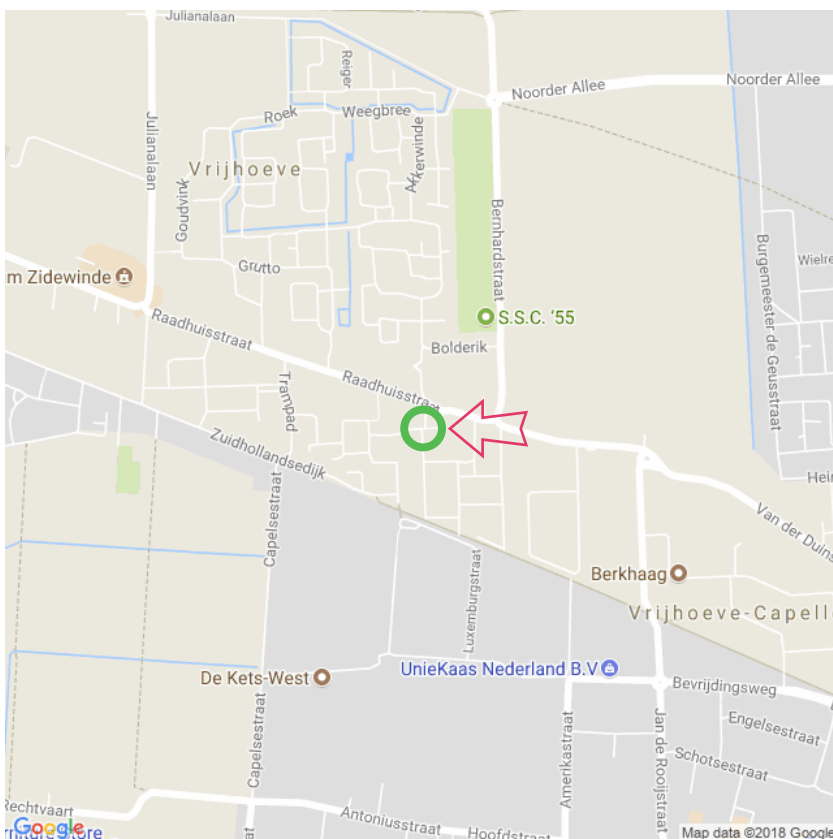 Julianalaan
Reiger
Noorder Allee
Noorder Allee
Roek
Weegbree
Julianalaan
Akkerwinde
Vrijhoeve
Goudvink
Bernhardstraat
Burgemeester de Geusstraat
Wielre
Grutto
m Zidewinde
S.S.C. '55
Raadhuisstraat
Bolderik
Raadhuisstraat
Trampad
Zuidhollandsedijk
Hei
Capelsestraat
Van der Duins
Luxemburgstraat
Berkhaag
Vrijhoeve-Capelle
UnieKaas Nederland B.V
De Kets-West
Bevrijdingsweg
Engelsestraat
Capelsestraat
Amerikastraat
Jan de Rooijstraat
Schotsestraat
Rechtvaart
Antoniusstraat
Hoofdstraat
Google
Map data ©2018 Google